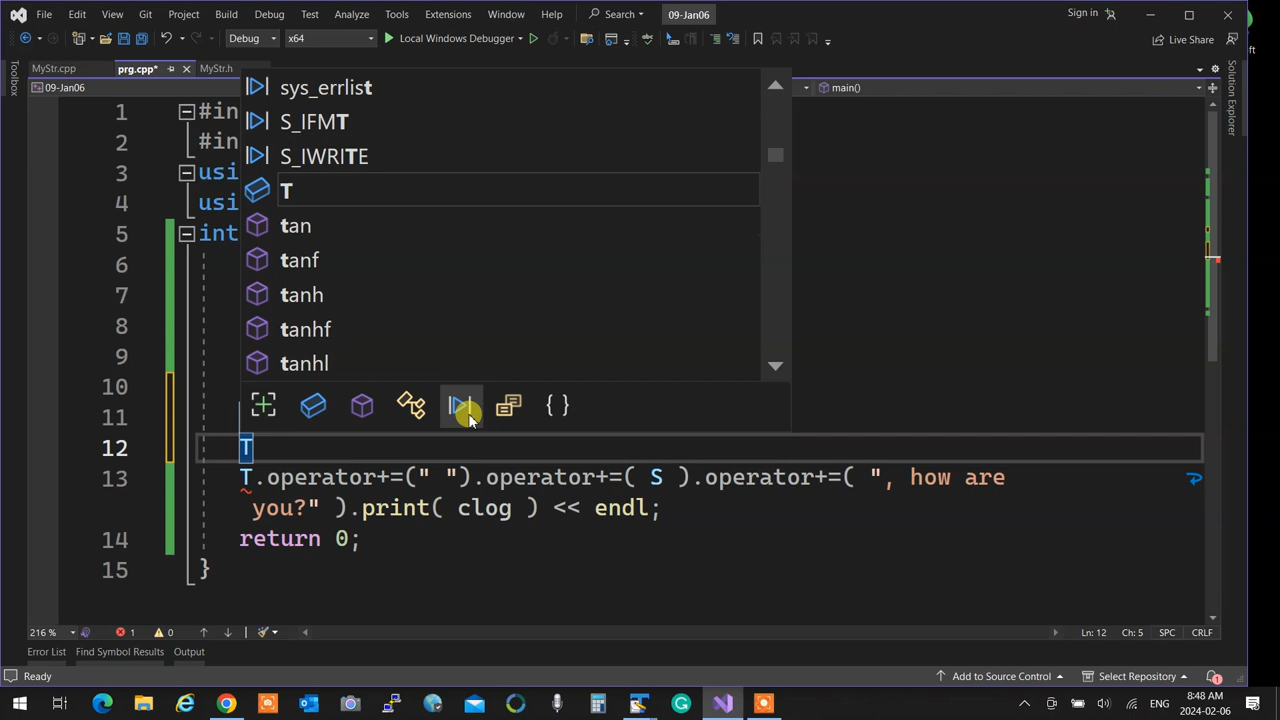 File Edit View Git Project Build Debug Test Analyze Tools Extensions Window Help Search 09-Jan06 Sign in
Debug x64 Local Windows Debugger Live Share
MyStr.cpp prg.cpp* MyStr.h
09-Jan06 main()
Toolbox
Solution Explorer
1 #in
2 #in
3 usi
4 us
5 int
6
7
8
9
10
11
12 T
13 T.operator+=(" ").operator+=( S ).operator+=( ", how are
you?" ).print( clog ) << endl;
14 return 0;
15 }
sys_errlist
S_IFMT
S_IWRITE
T
tan
tanf
tanh
tanhf
tanhl
216 % 1 0 Ln: 12 Ch: 5 SPC CRLF
Error List Find Symbol Results Output
Ready Add to Source Control Select Repository 1
ENG 8:48 AM
2024-02-06